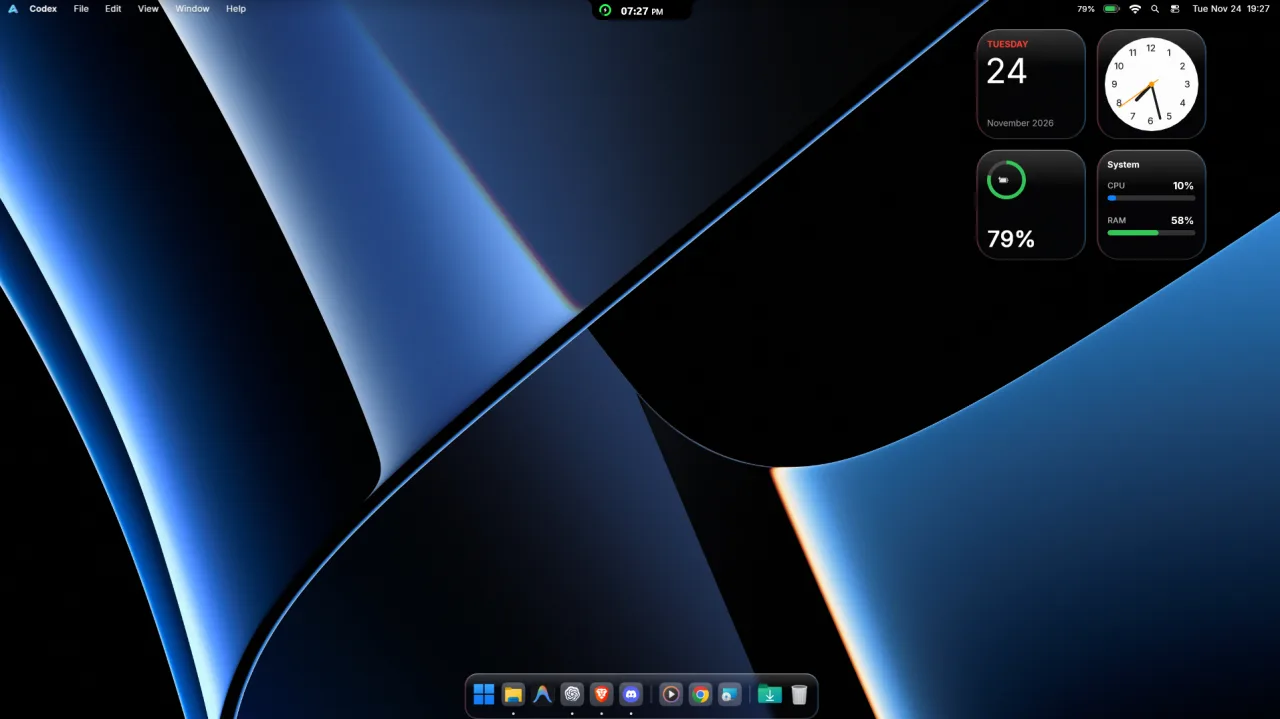 Codex File Edit View Window Help
07:27 PM
79% Tue Nov 24 19:27
TUESDAY
24
November 2026
12
11 1
10 2
9 3
8 4
7 5
6
79%
System
CPU 10%
RAM 58%